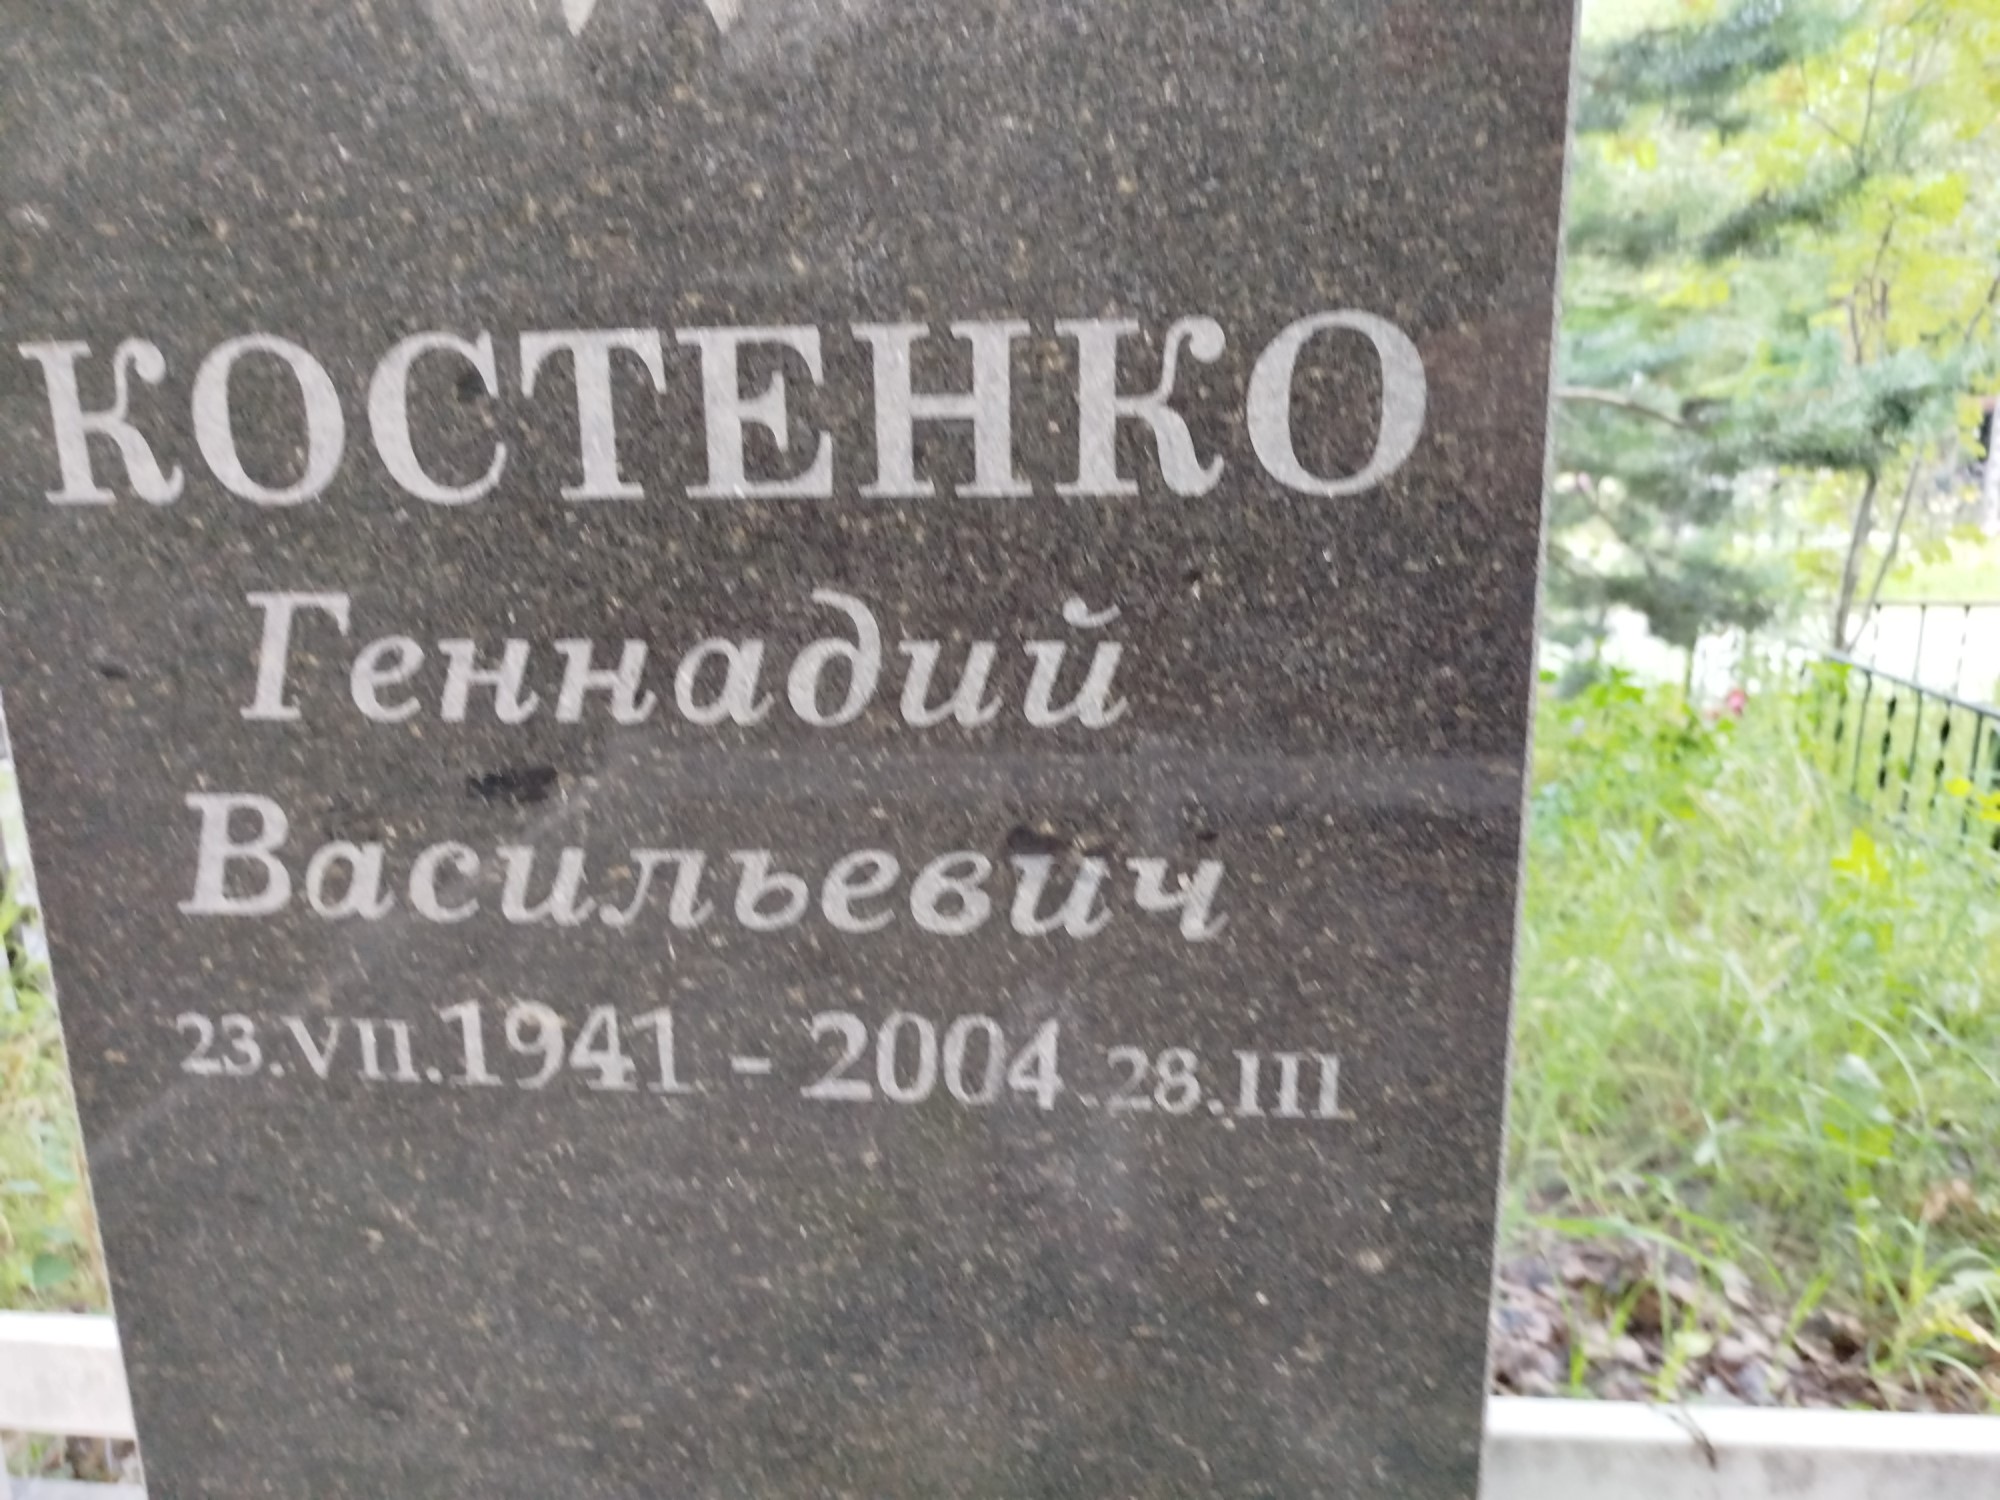 КОСТЕНКО
Геннадий
Васильевич
23.VII.1941 - 2004.28.III